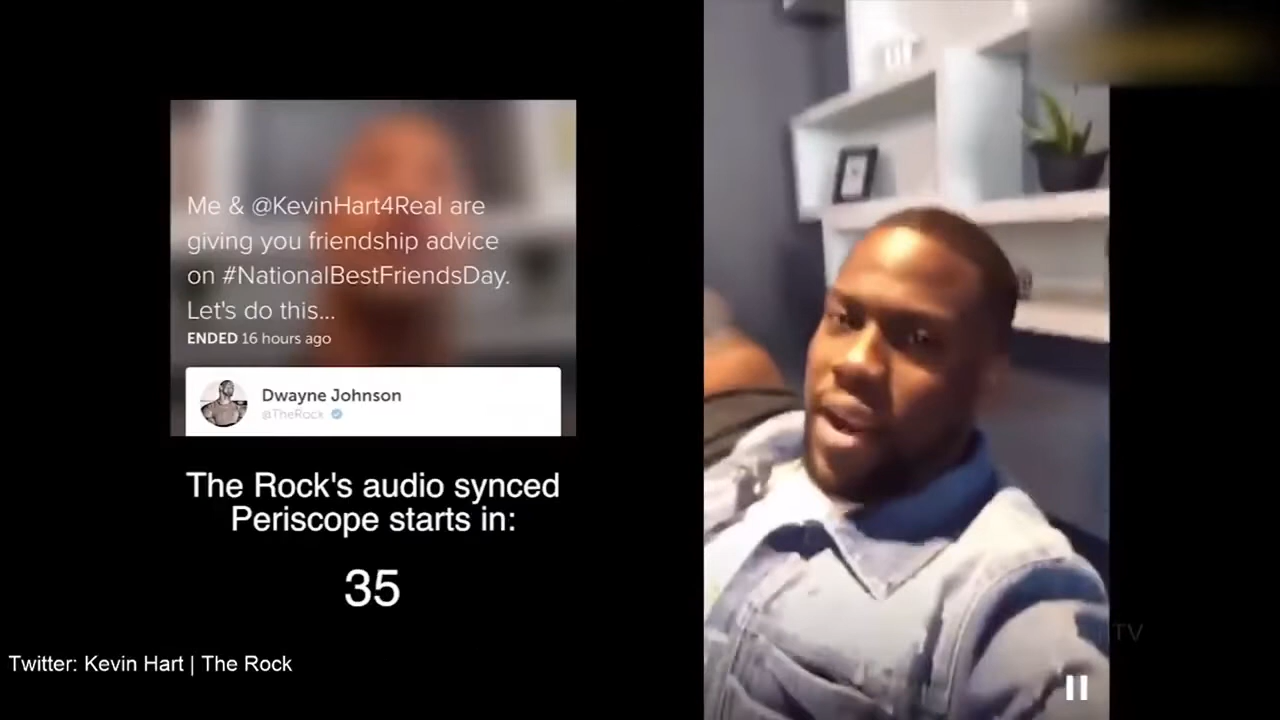 Me & @KevinHart4Real are
giving you friendship advice
on #NationalBestFriendsDay.
Let's do this...
ENDED 16 hours ago
Dwayne Johnson
@TheRock
The Rock's audio synced
Periscope starts in:
35
Twitter: Kevin Hart | The Rock
TV